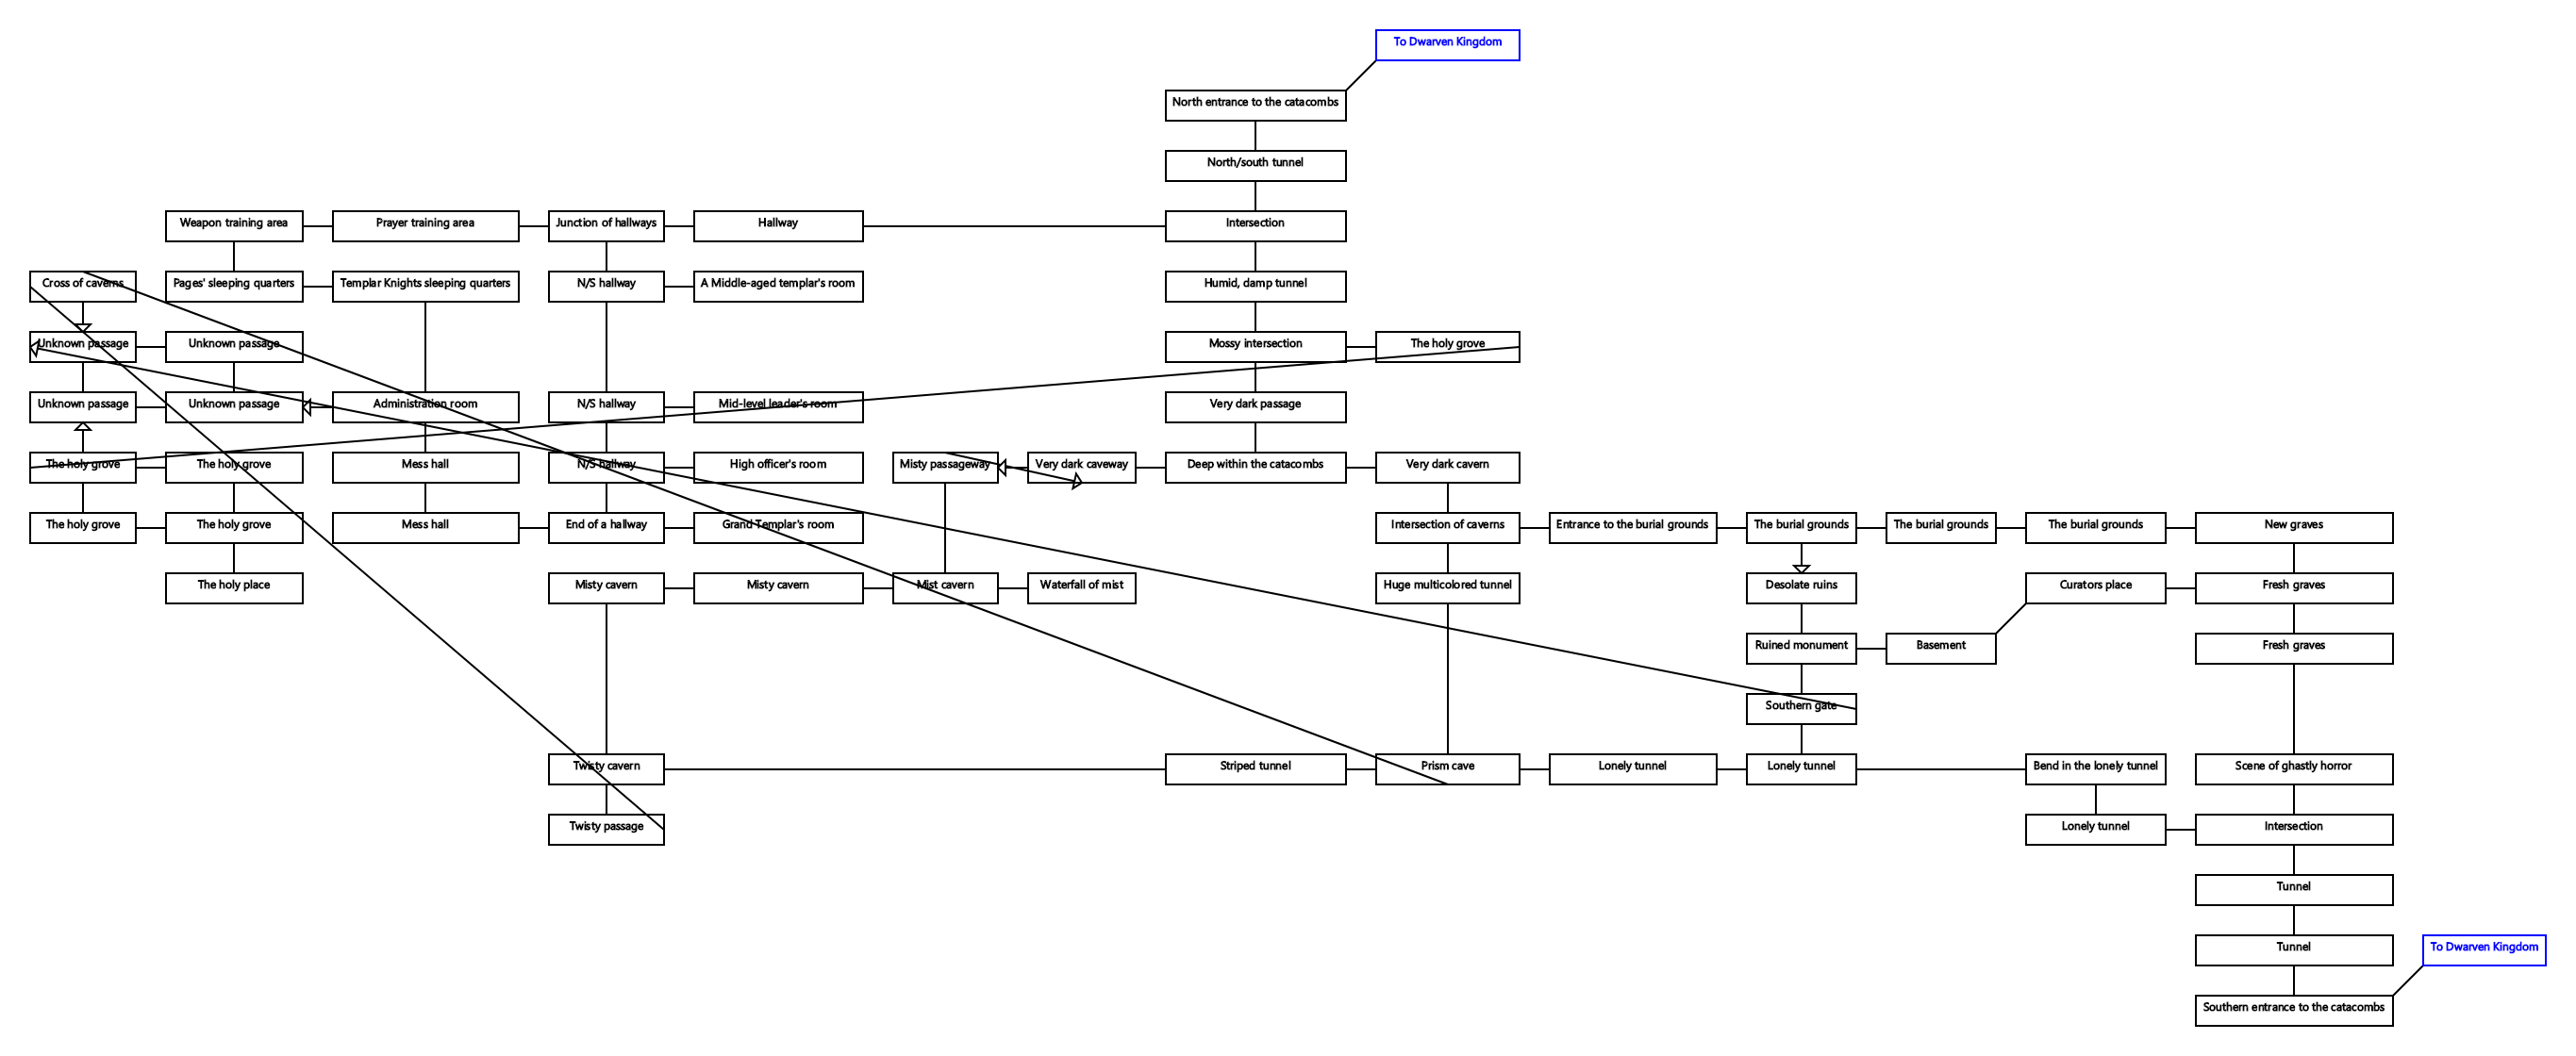 To Dwarven Kingdom
North entrance to the catacombs
North/south tunnel
Weapon training area
Prayer training area
Junction of hallways
Hallway
Intersection
Cross of caverns
Pages' sleeping quarters
Templar Knights sleeping quarters
N/S hallway
A Middle-aged templar's room
Humid, damp tunnel
Unknown passage
Unknown passage
Mossy intersection
The holy grove
Unknown passage
Unknown passage
Administration room
N/S hallway
Mid-level leader's room
Very dark passage
The holy grove
The holy grove
Mess hall
N/S hallway
High officer's room
Misty passageway
Very dark caveway
Deep within the catacombs
Very dark cavern
The holy grove
The holy grove
Mess hall
End of a hallway
Grand Templar's room
Intersection of caverns
Entrance to the burial grounds
The burial grounds
The burial grounds
The burial grounds
New graves
The holy place
Misty cavern
Misty cavern
Mist cavern
Waterfall of mist
Huge multicolored tunnel
Desolate ruins
Curators place
Fresh graves
Ruined monument
Basement
Fresh graves
Southern gate
Twisty cavern
Striped tunnel
Prism cave
Lonely tunnel
Lonely tunnel
Bend in the lonely tunnel
Scene of ghastly horror
Twisty passage
Lonely tunnel
Intersection
Tunnel
Tunnel
To Dwarven Kingdom
Southern entrance to the catacombs